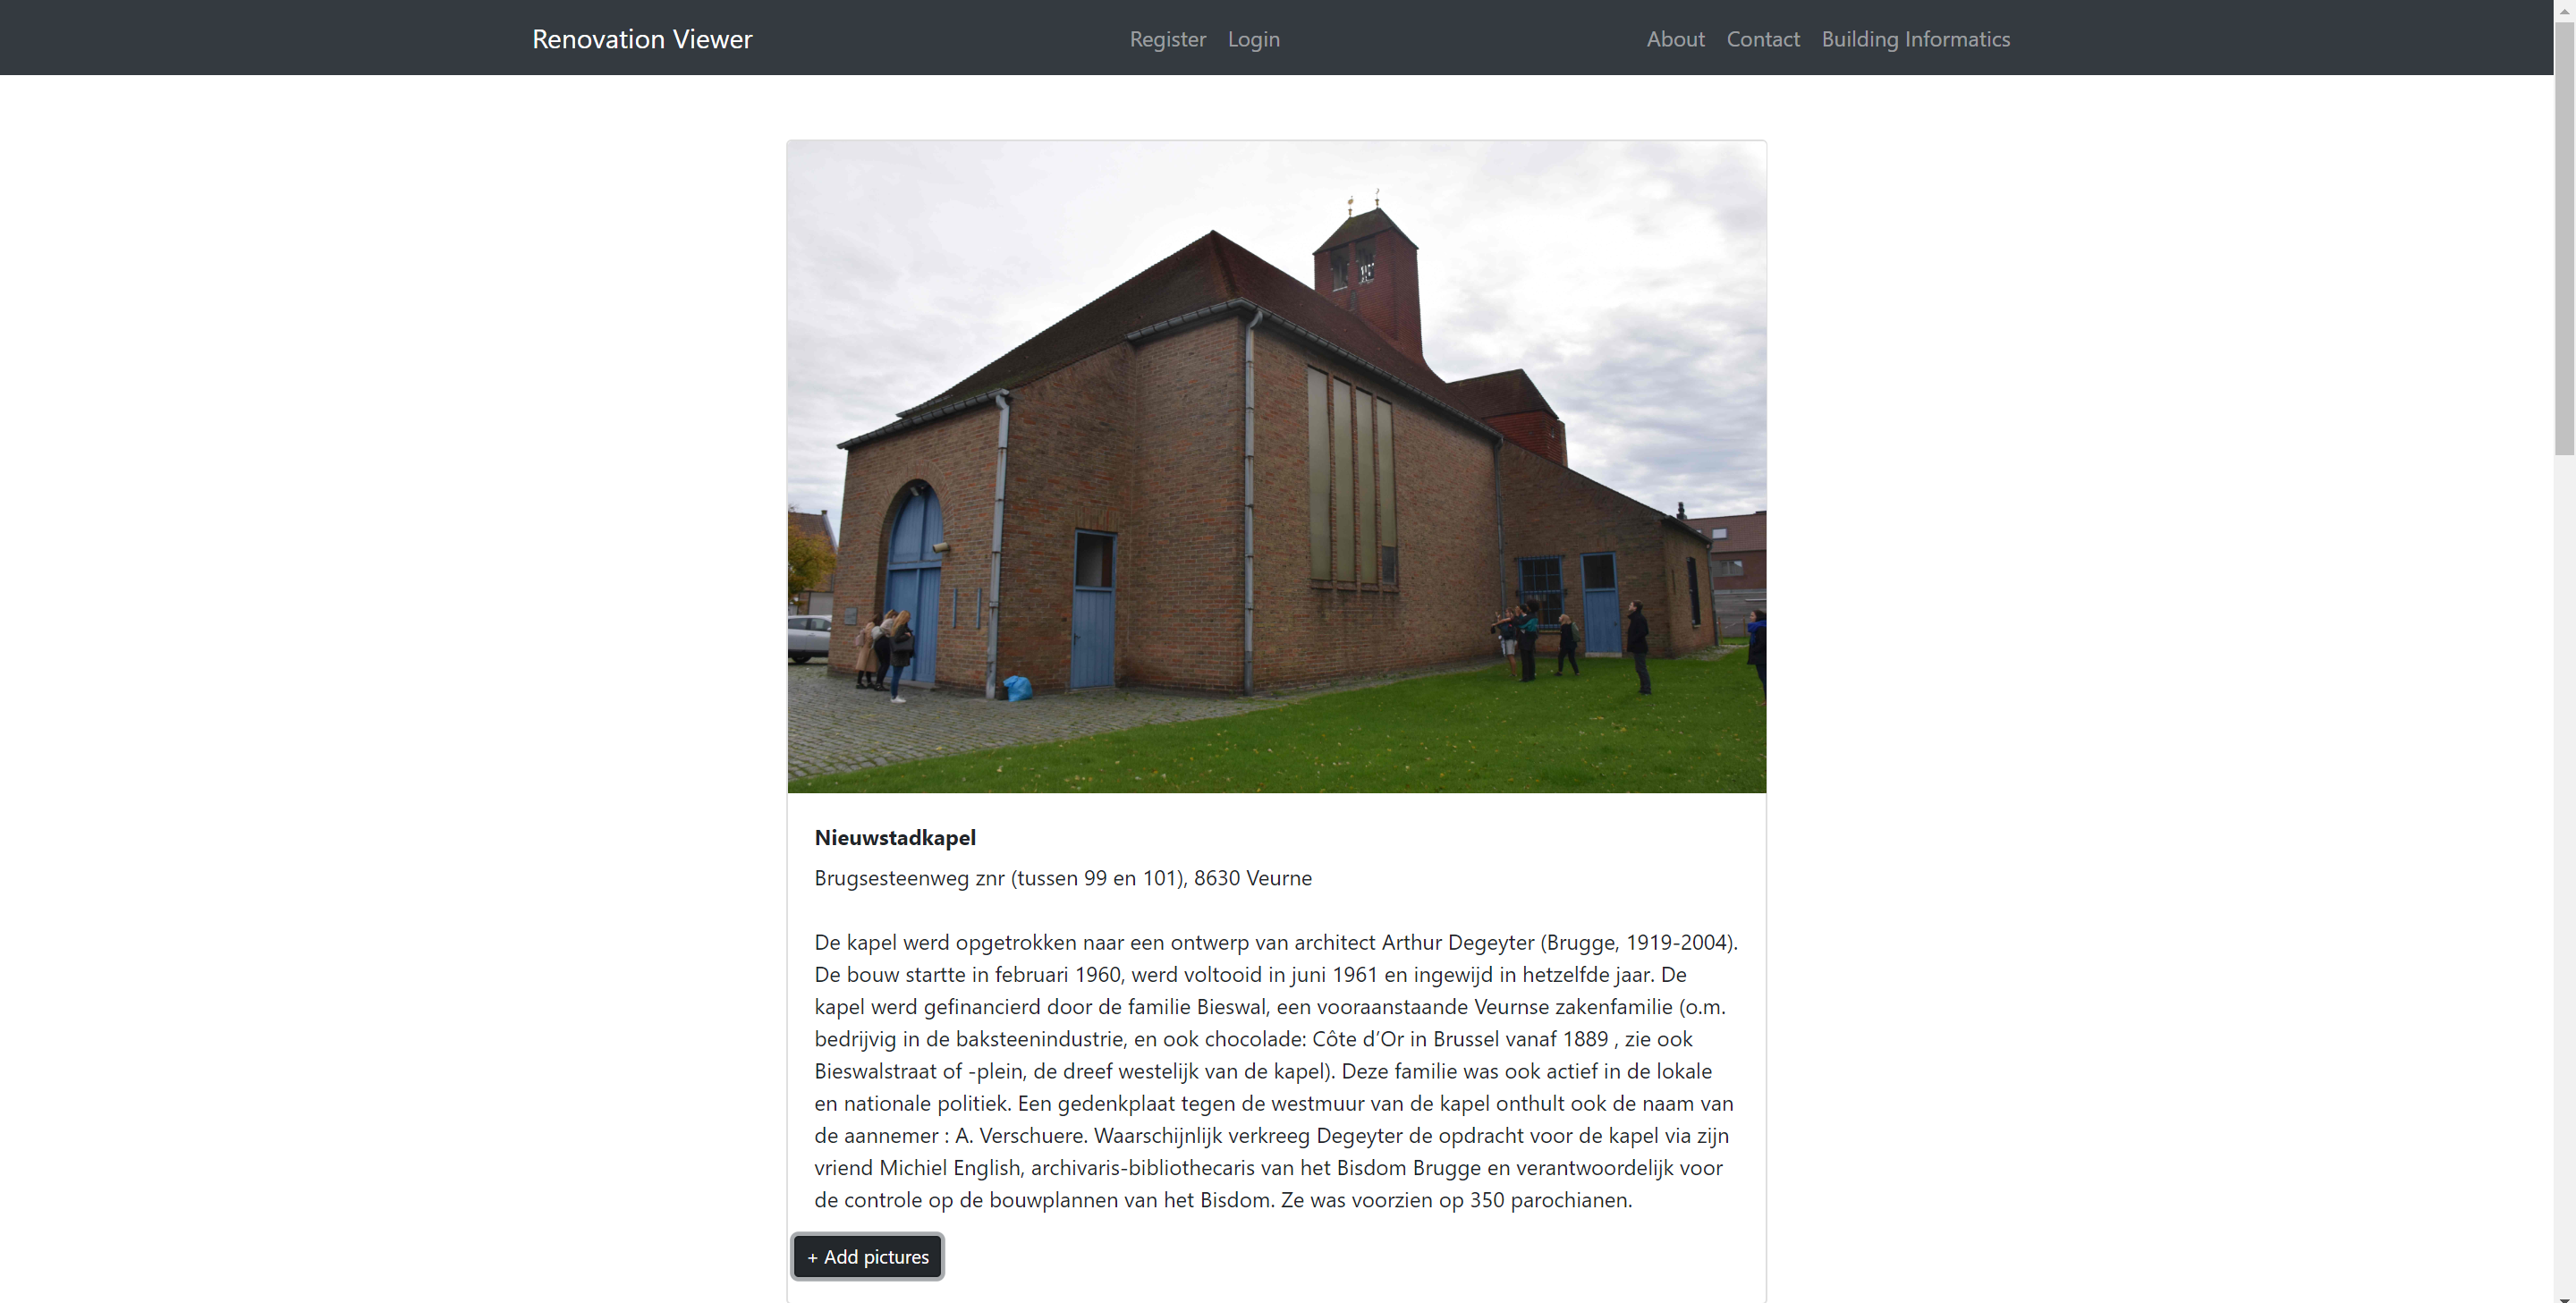 Renovation Viewer Register Login About Contact Building Informatics
Nieuwstadkapel
Brugsesteenweg znr (tussen 99 en 101), 8630 Veurne
De kapel werd opgetrokken naar een ontwerp van architect Arthur Degeyter (Brugge, 1919-2004).
De bouw startte in februari 1960, werd voltooid in juni 1961 en ingewijd in hetzelfde jaar. De
kapel werd gefinancierd door de familie Bieswal, een vooraanstaande Veurnse zakenfamilie (o.m.
bedrijvig in de baksteenindustrie, en ook chocolade: Côte d’Or in Brussel vanaf 1889 , zie ook
Bieswalstraat of -plein, de dreef westelijk van de kapel). Deze familie was ook actief in de lokale
en nationale politiek. Een gedenkplaat tegen de westmuur van de kapel onthult ook de naam van
de aannemer : A. Verschuere. Waarschijnlijk verkreeg Degeyter de opdracht voor de kapel via zijn
vriend Michiel English, archivaris-bibliothecaris van het Bisdom Brugge en verantwoordelijk voor
de controle op de bouwplannen van het Bisdom. Ze was voorzien op 350 parochianen.
+ Add pictures